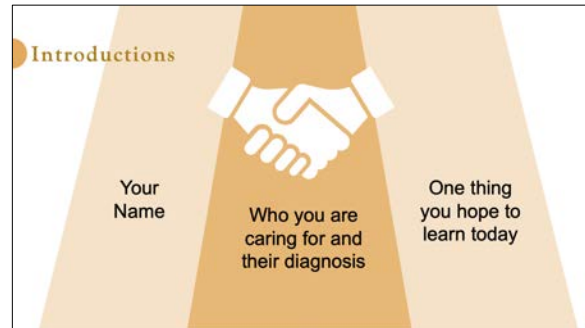 Introductions
Your
Name
Who you are
caring for and
their diagnosis
One thing
you hope to
learn today